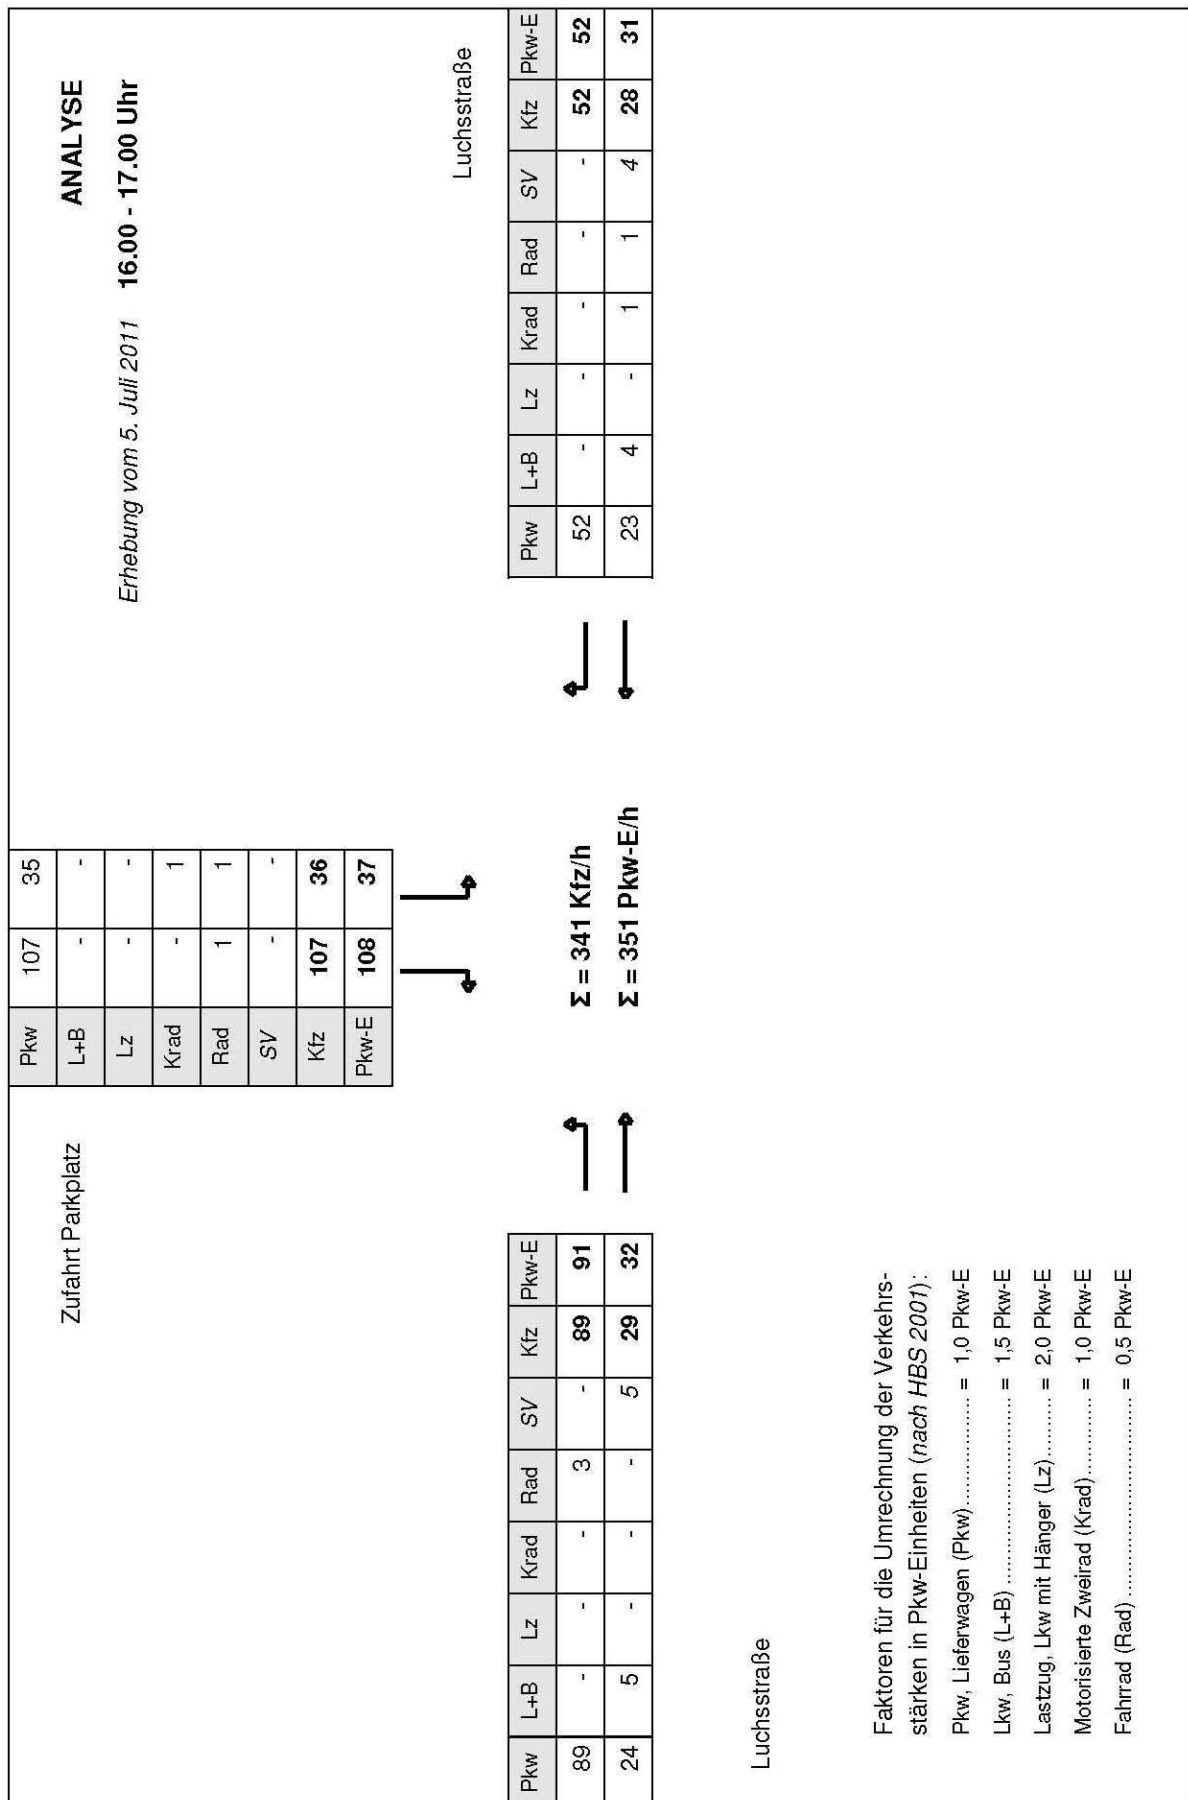 ANALYSE
Erhebung vom 5. Juli 2011 16.00 - 17.00 Uhr
Zufahrt Parkplatz
Pkw 107 35
L+B - -
Lz - -
Krad - 1
Rad 1 1
SV - -
Kfz 107 36
Pkw-E 108 37
Luchsstraße
Pkw L+B Lz Krad Rad SV Kfz Pkw-E
52 - - - - - 52 52
23 4 - 1 1 4 28 31
Σ = 341 Kfz/h
Σ = 351 Pkw-E/h
Pkw L+B Lz Krad Rad SV Kfz Pkw-E
89 - - - 3 - 89 91
24 5 - - - 5 29 32
Luchsstraße
Faktoren für die Umrechnung der Verkehrs-
stärken in Pkw-Einheiten (nach HBS 2001):
Pkw, Lieferwagen (Pkw).................... = 1,0 Pkw-E
Lkw, Bus (L+B) ................................. = 1,5 Pkw-E
Lastzug, Lkw mit Hänger (Lz).......... = 2,0 Pkw-E
Motorisierte Zweirad (Krad).............. = 1,0 Pkw-E
Fahrrad (Rad) .................................... = 0,5 Pkw-E